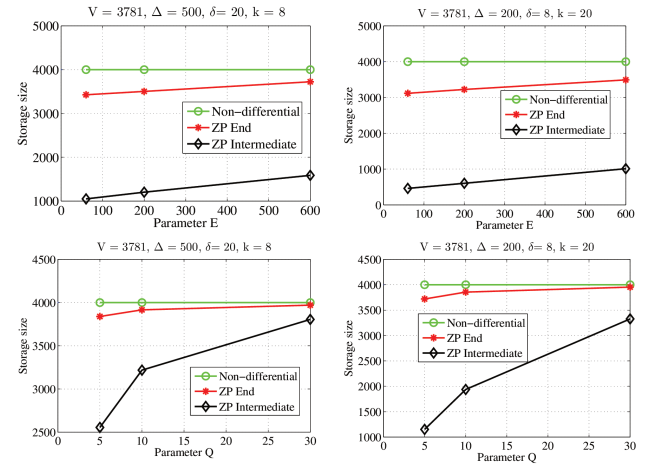 V = 3781, Δ = 500, δ= 20, k = 8
5000
4000
3000
2000
1000
Storage size
0 100 200 300 400 500 600
Parameter E
Non−differential
ZP End
ZP Intermediate
V = 3781, Δ = 200, δ= 8, k = 20
5000
4000
3000
2000
1000
0
Storage size
0 100 200 300 400 500 600
Parameter E
Non−differential
ZP End
ZP Intermediate
V = 3781, Δ = 500, δ= 20, k = 8
4500
4000
3500
3000
2500
Storage size
0 5 10 15 20 25 30
Parameter Q
Non−differential
ZP End
ZP Intermediate
V = 3781, Δ = 200, δ= 8, k = 20
4500
4000
3500
3000
2500
2000
1500
1000
Storage size
0 5 10 15 20 25 30
Parameter Q
Non−differential
ZP End
ZP Intermediate